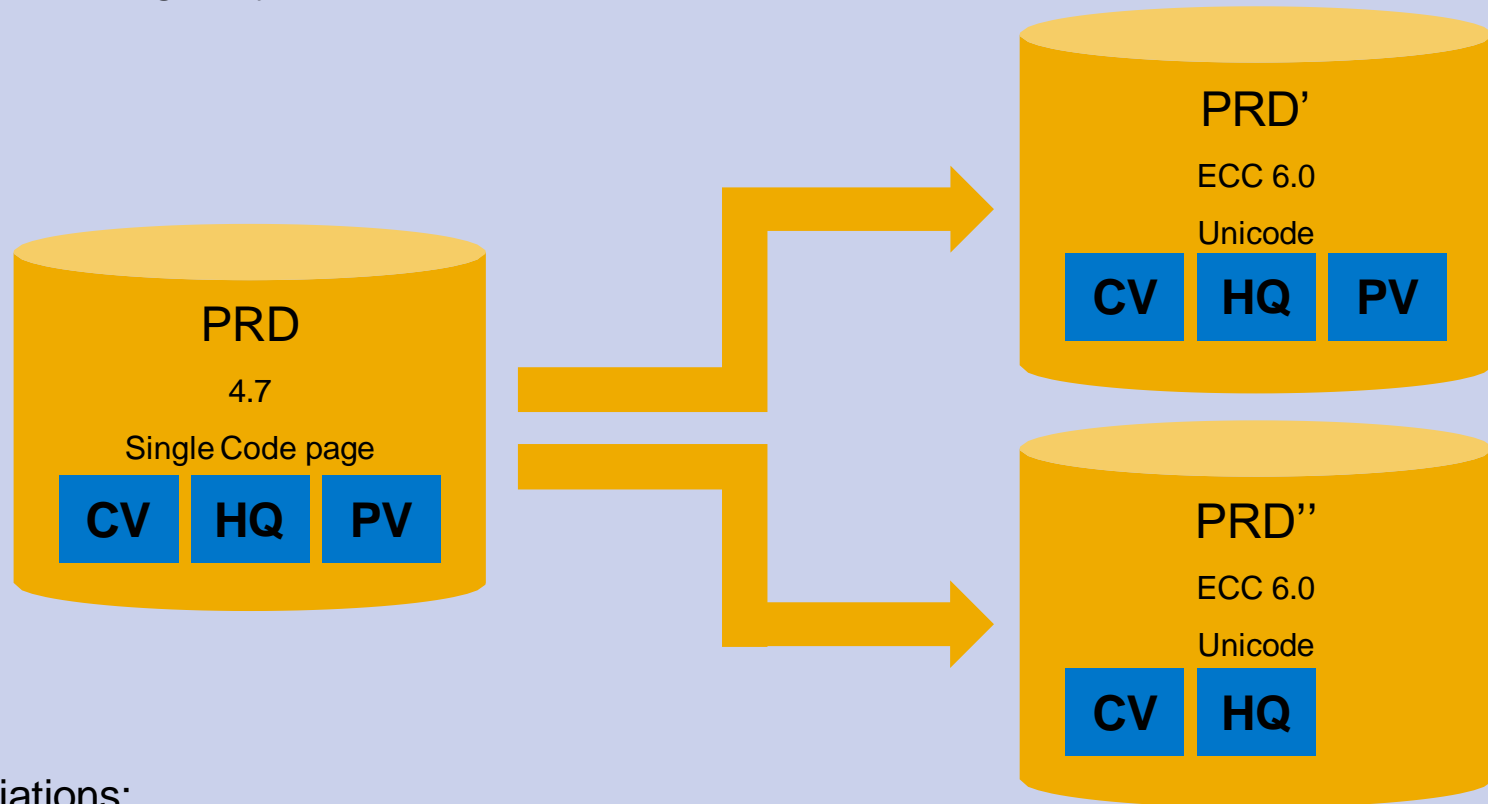 PRD
4.7
Single Code page
CV HQ PV
PRD’
ECC 6.0
Unicode
CV HQ PV
PRD’’
ECC 6.0
Unicode
CV HQ
iations: